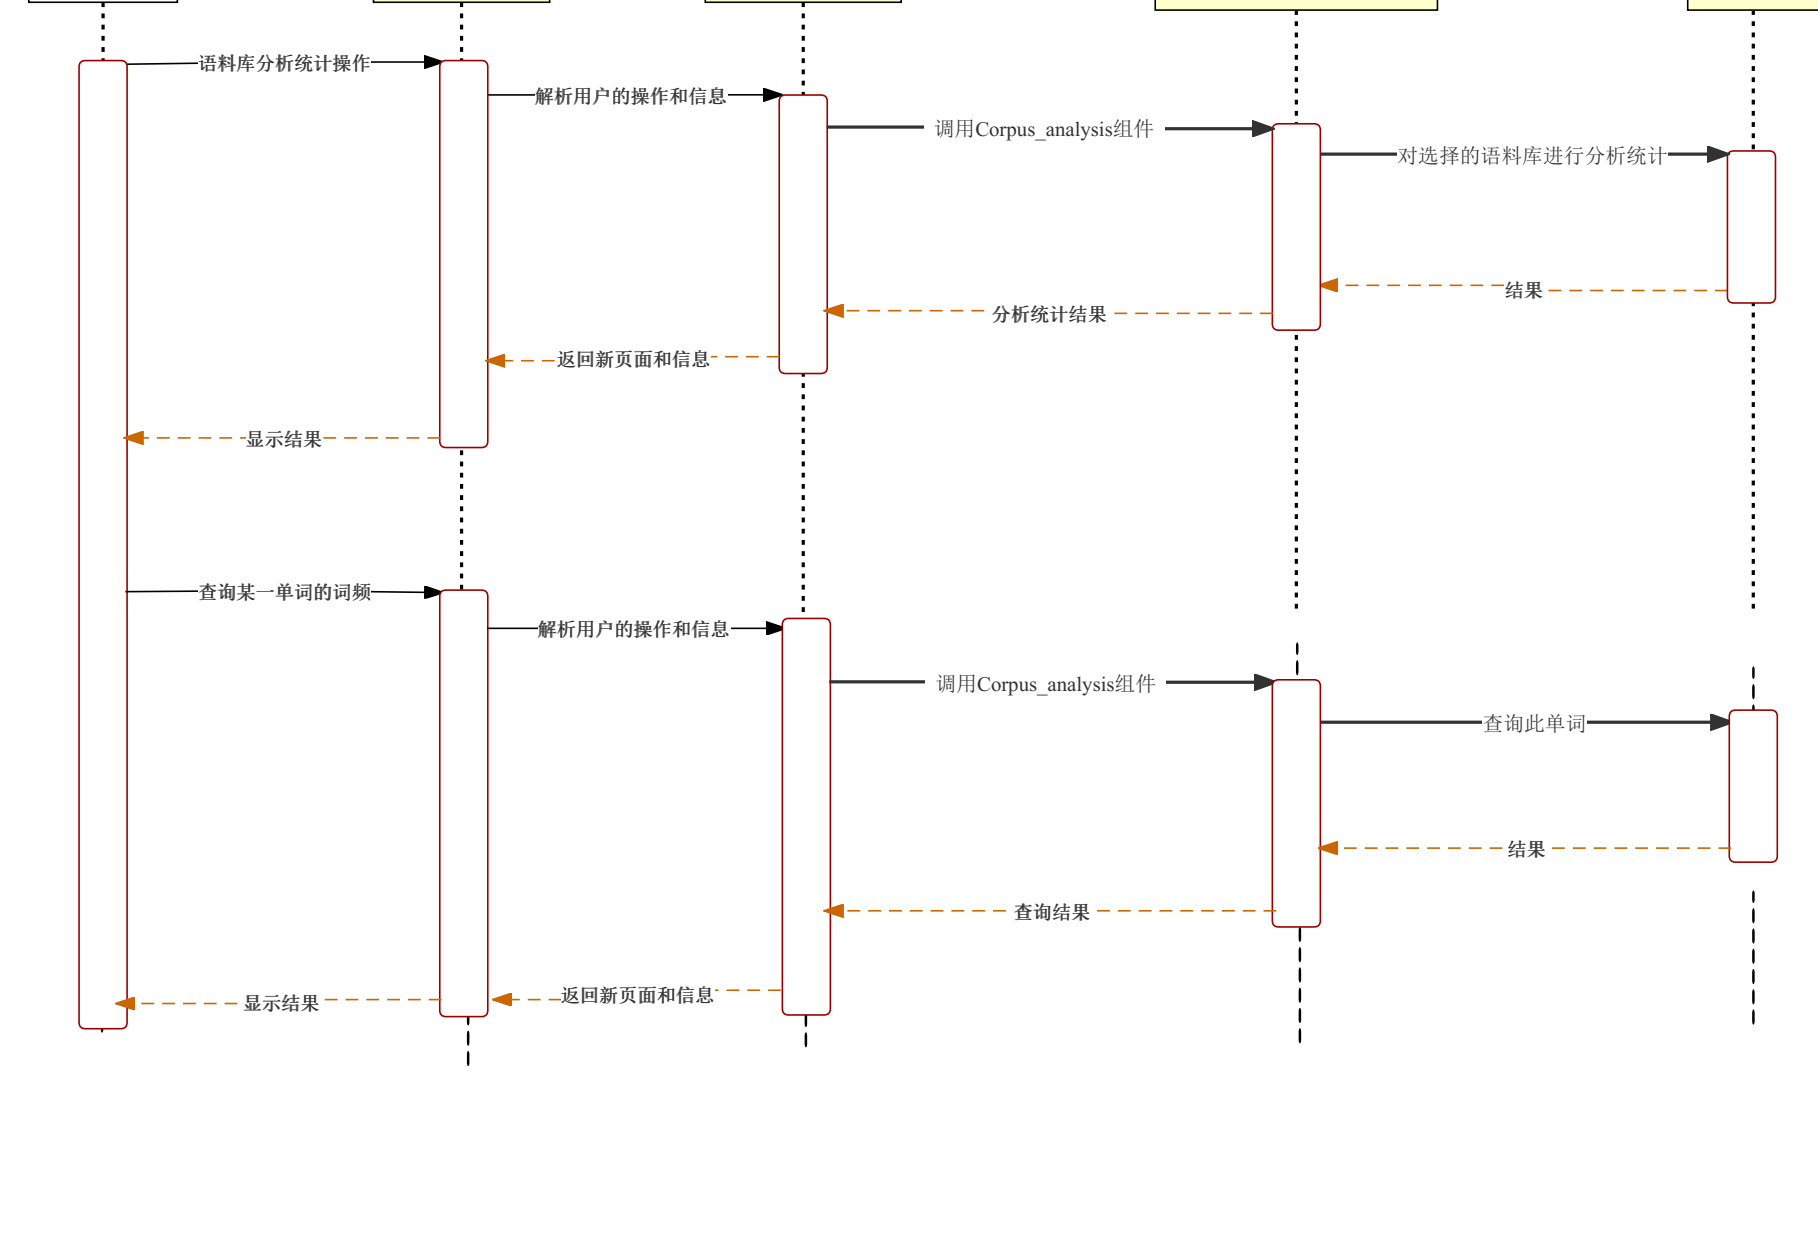 语料库分析统计操作
解析用户的操作和信息
调用Corpus_analysis组件
对选择的语料库进行分析统计
结果
分析统计结果
返回新页面和信息
显示结果
查询某一单词的词频
解析用户的操作和信息
调用Corpus_analysis组件
查询此单词
结果
查询结果
返回新页面和信息
显示结果